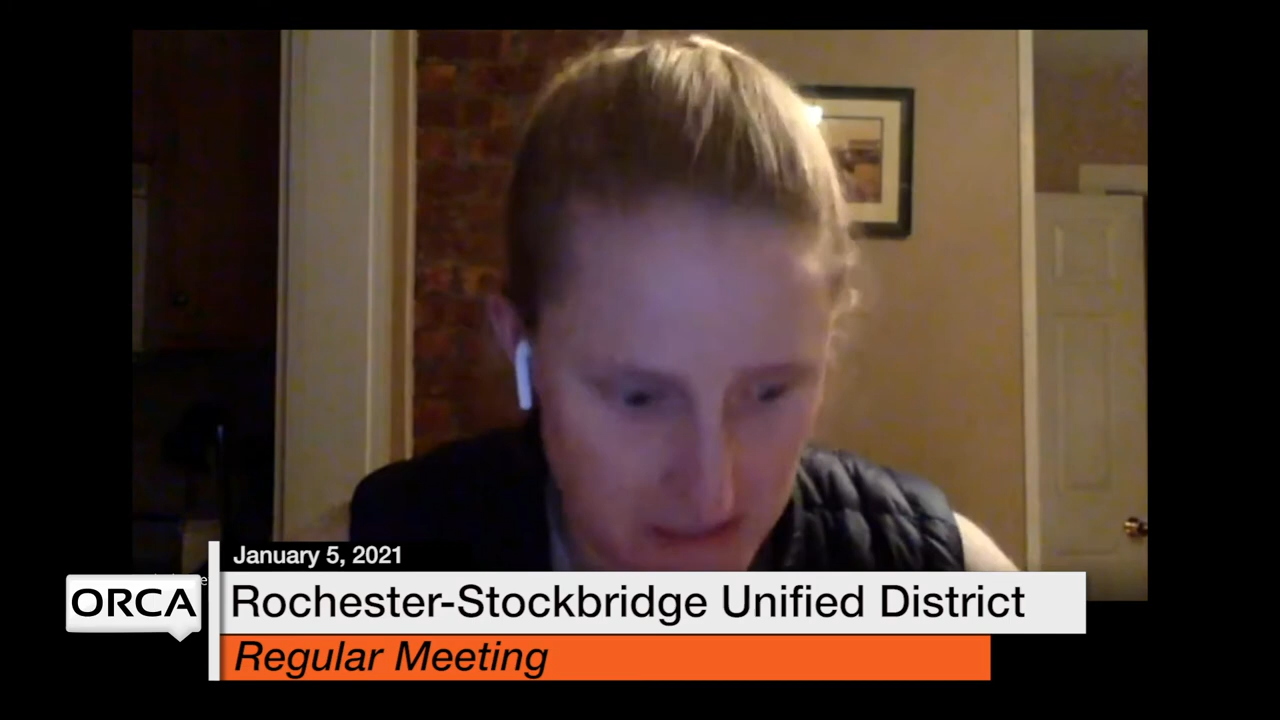 January 5, 2021
ORCA
Rochester-Stockbridge Unified District
Regular Meeting